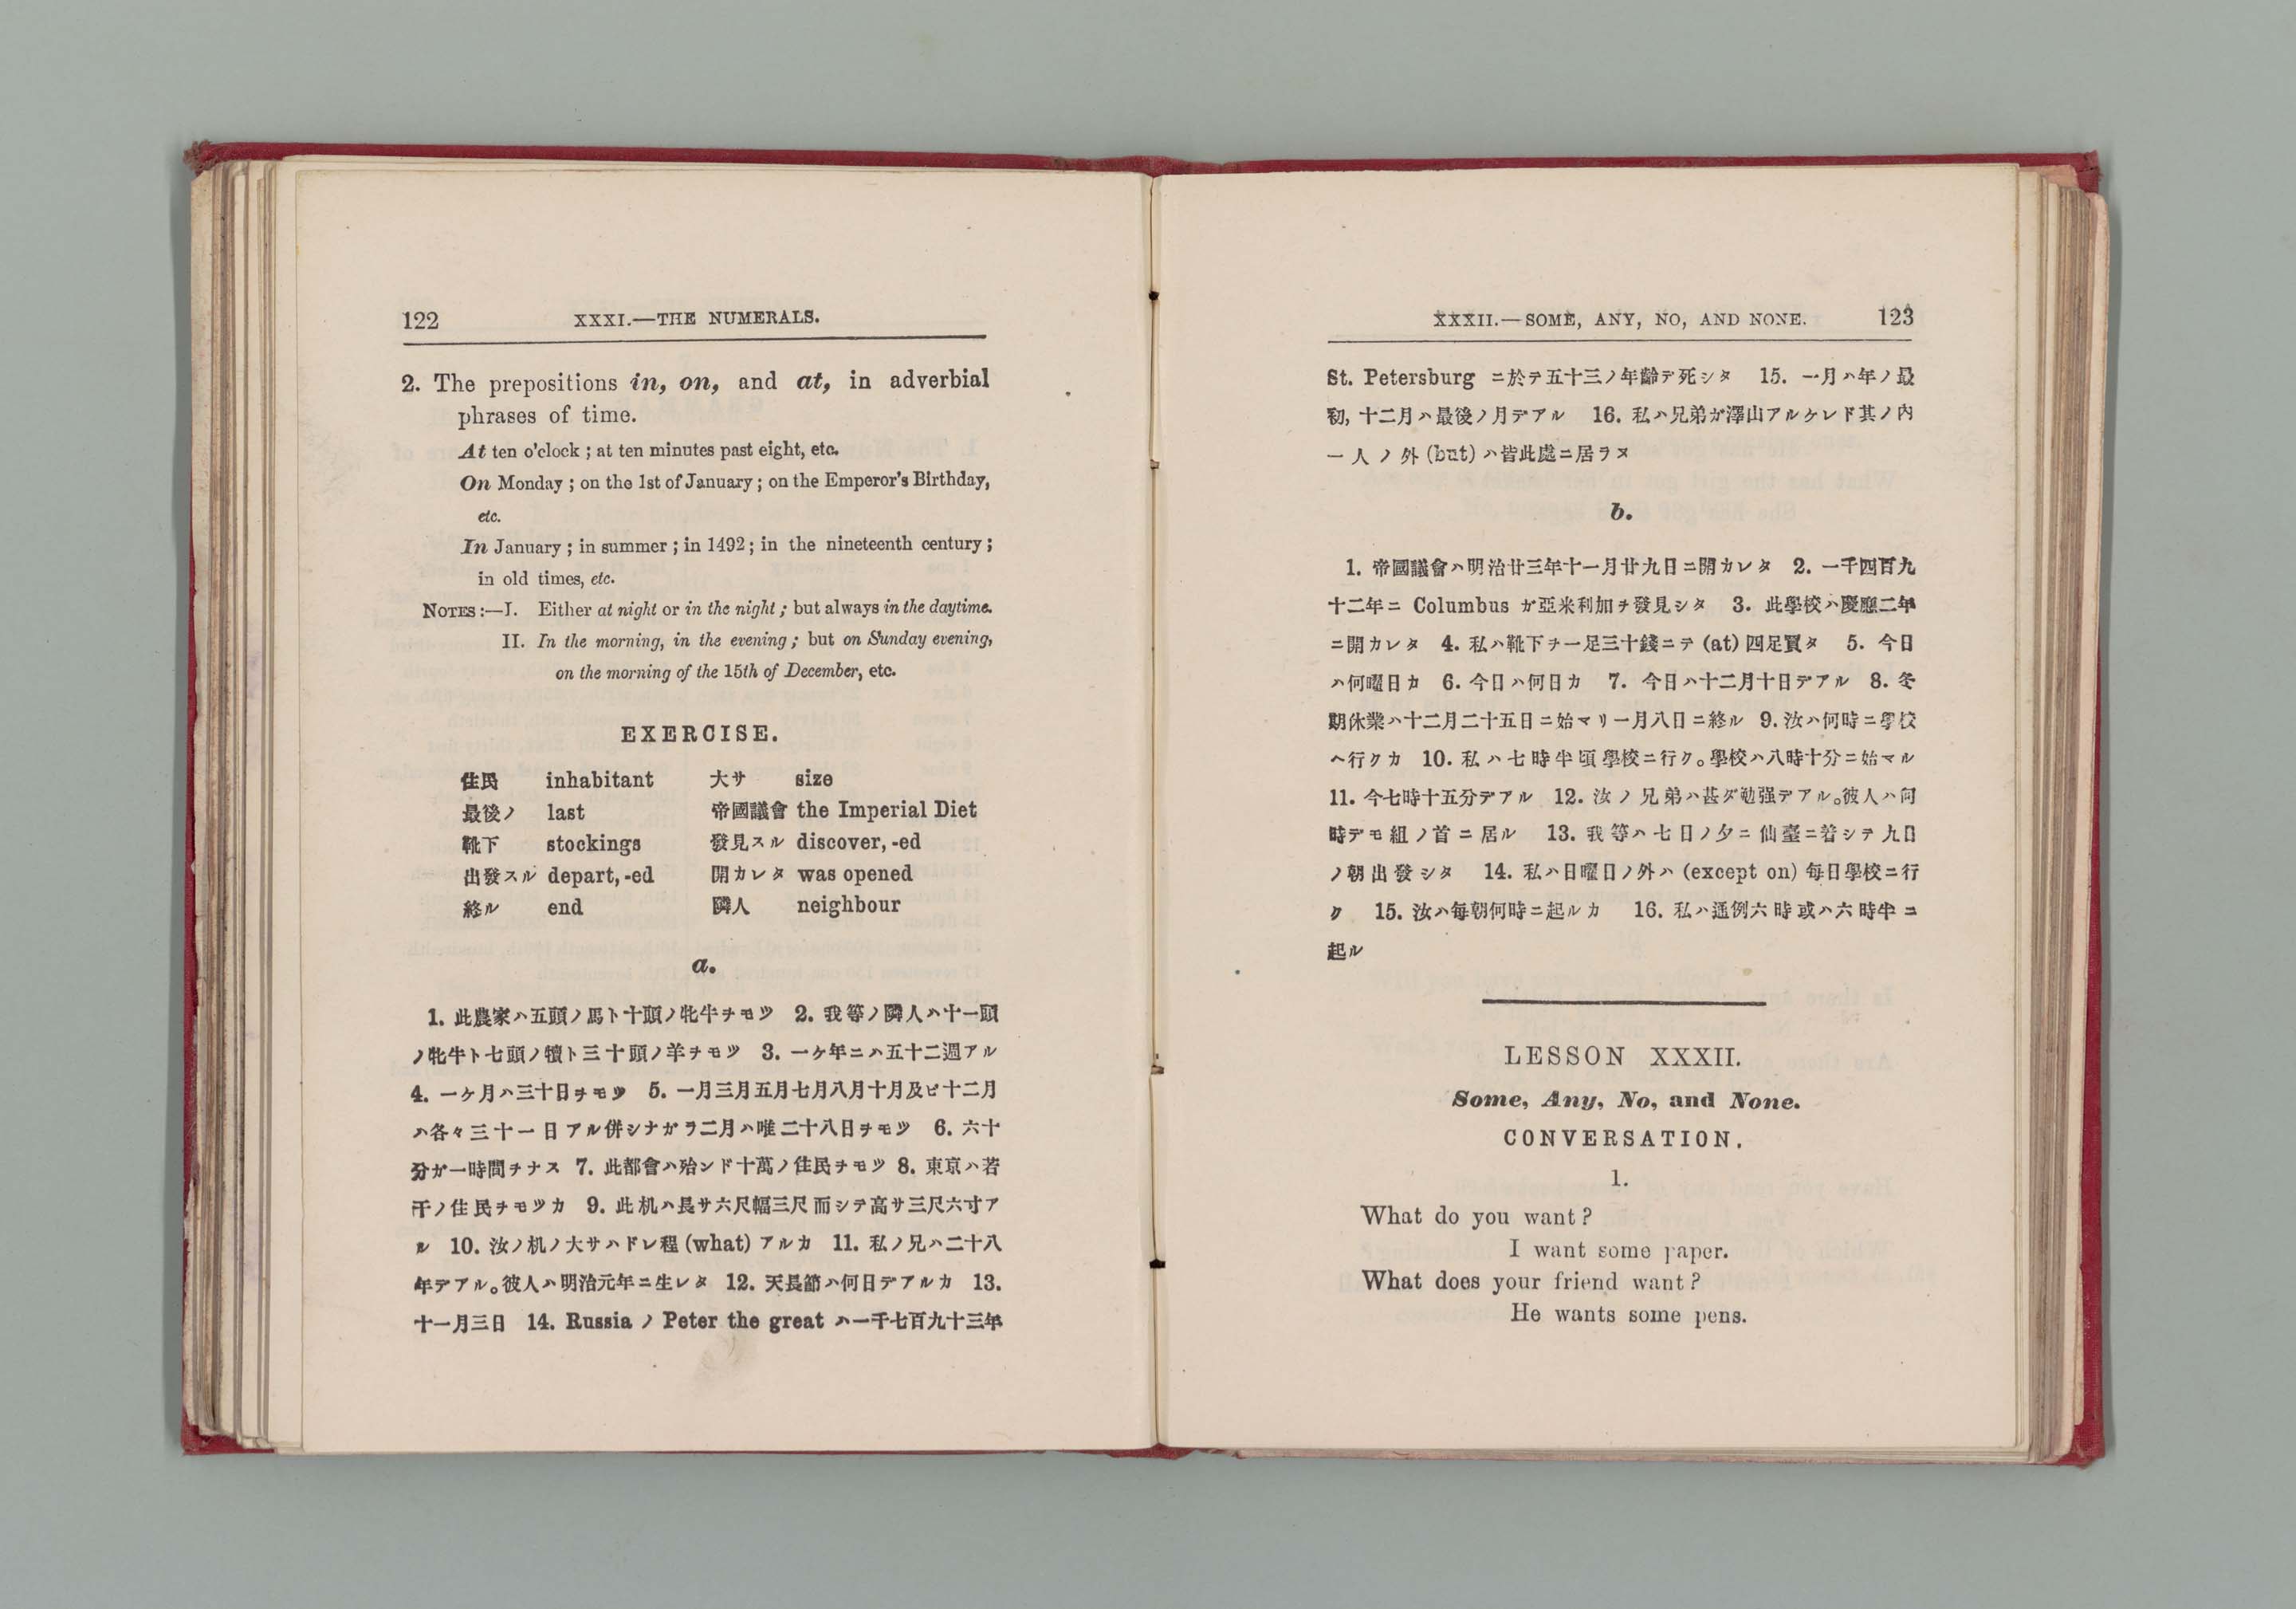 122 XXXI.—THE NUMERALS.
2. The prepositions in, on, and at, in adverbial
phrases of time.
At ten o'clock ; at ten minutes past eight, etc.
On Monday ; on the 1st of January ; on the Emperor's Birthday,
etc.
In January ; in summer ; in 1492 ; in the nineteenth century ;
in old times, etc.
NOTES :—I. Either at night or in the night ; but always in the daytime.
II. In the morning, in the evening ; but on Sunday evening,
on the morning of the 15th of December, etc.
EXERCISE.
住民 inhabitant 大サ size
最後ノ last 帝國議會 the Imperial Diet
靴下 stockings 發見スル discover, -ed
出發スル depart, -ed 開カレタ was opened
終ル end 隣人 neighbour
a.
1. 此農家ハ五頭ノ馬ト十頭ノ牝牛ヲモツ 2. 我等ノ隣人ハ十一頭
ノ牝牛ト七頭ノ犢ト三十頭ノ羊ヲモツ 3. 一ケ年ニハ五十二週アル
4. 一ケ月ハ三十日ヲモツ 5. 一月三月五月七月八月十月及ビ十二月
ハ各々三十一日アル併シナガラ二月ハ唯二十八日ヲモツ 6. 六十
分ガ一時間ヲナス 7. 此都會ハ殆ンド十萬ノ住民ヲモツ 8. 東京ハ若
干ノ住民ヲモツカ 9. 此机ハ長サ六尺幅三尺而シテ高サ三尺六寸ア
ル 10. 汝ノ机ノ大サハドレ程 (what) アルカ 11. 私ノ兄ハ二十八
年デアル。彼人ハ明治元年ニ生レタ 12. 天長節ハ何日デアルカ 13.
十一月三日 14. Russia ノ Peter the great ハ一千七百九十三年
XXXII.—SOME, ANY, NO, AND NONE. 123
St. Petersburg ニ於テ五十三ノ年齡デ死シタ 15. 一月ハ年ノ最
初, 十二月ハ最後ノ月デアル 16. 私ハ兄弟ガ澤山アルケレド其ノ内
一人ノ外 (but) ハ皆此處ニ居ラヌ
b.
1. 帝國議會ハ明治廿三年十一月廿九日ニ開カレタ 2. 一千四百九
十二年ニ Columbus ガ亞米利加ヲ發見シタ 3. 此學校ハ慶應二年
ニ開カレタ 4. 私ハ靴下ヲ一足三十錢ニテ (at) 四足買タ 5. 今日
ハ何曜日カ 6. 今日ハ何日カ 7. 今日ハ十二月十日デアル 8. 冬
期休業ハ十二月二十五日ニ始マリ一月八日ニ終ル 9. 汝ハ何時ニ學校
ヘ行クカ 10. 私ハ七時半頃學校ニ行ク。學校ハ八時十分ニ始マル
11. 今七時十五分デアル 12. 汝ノ兄弟ハ甚ダ勉强デアル。彼人ハ何
時デモ組ノ首ニ居ル 13. 我等ハ七日ノ夕ニ仙臺ニ着シテ九日
ノ朝出發シタ 14. 私ハ日曜日ノ外ハ (except on) 每日學校ニ行
ク 15. 汝ハ每朝何時ニ起ルカ 16. 私ハ通例六時或ハ六時半ニ
起ル
LESSON XXXII.
Some, Any, No, and None.
CONVERSATION.
1.
What do you want ?
I want some paper.
What does your friend want ?
He wants some pens.